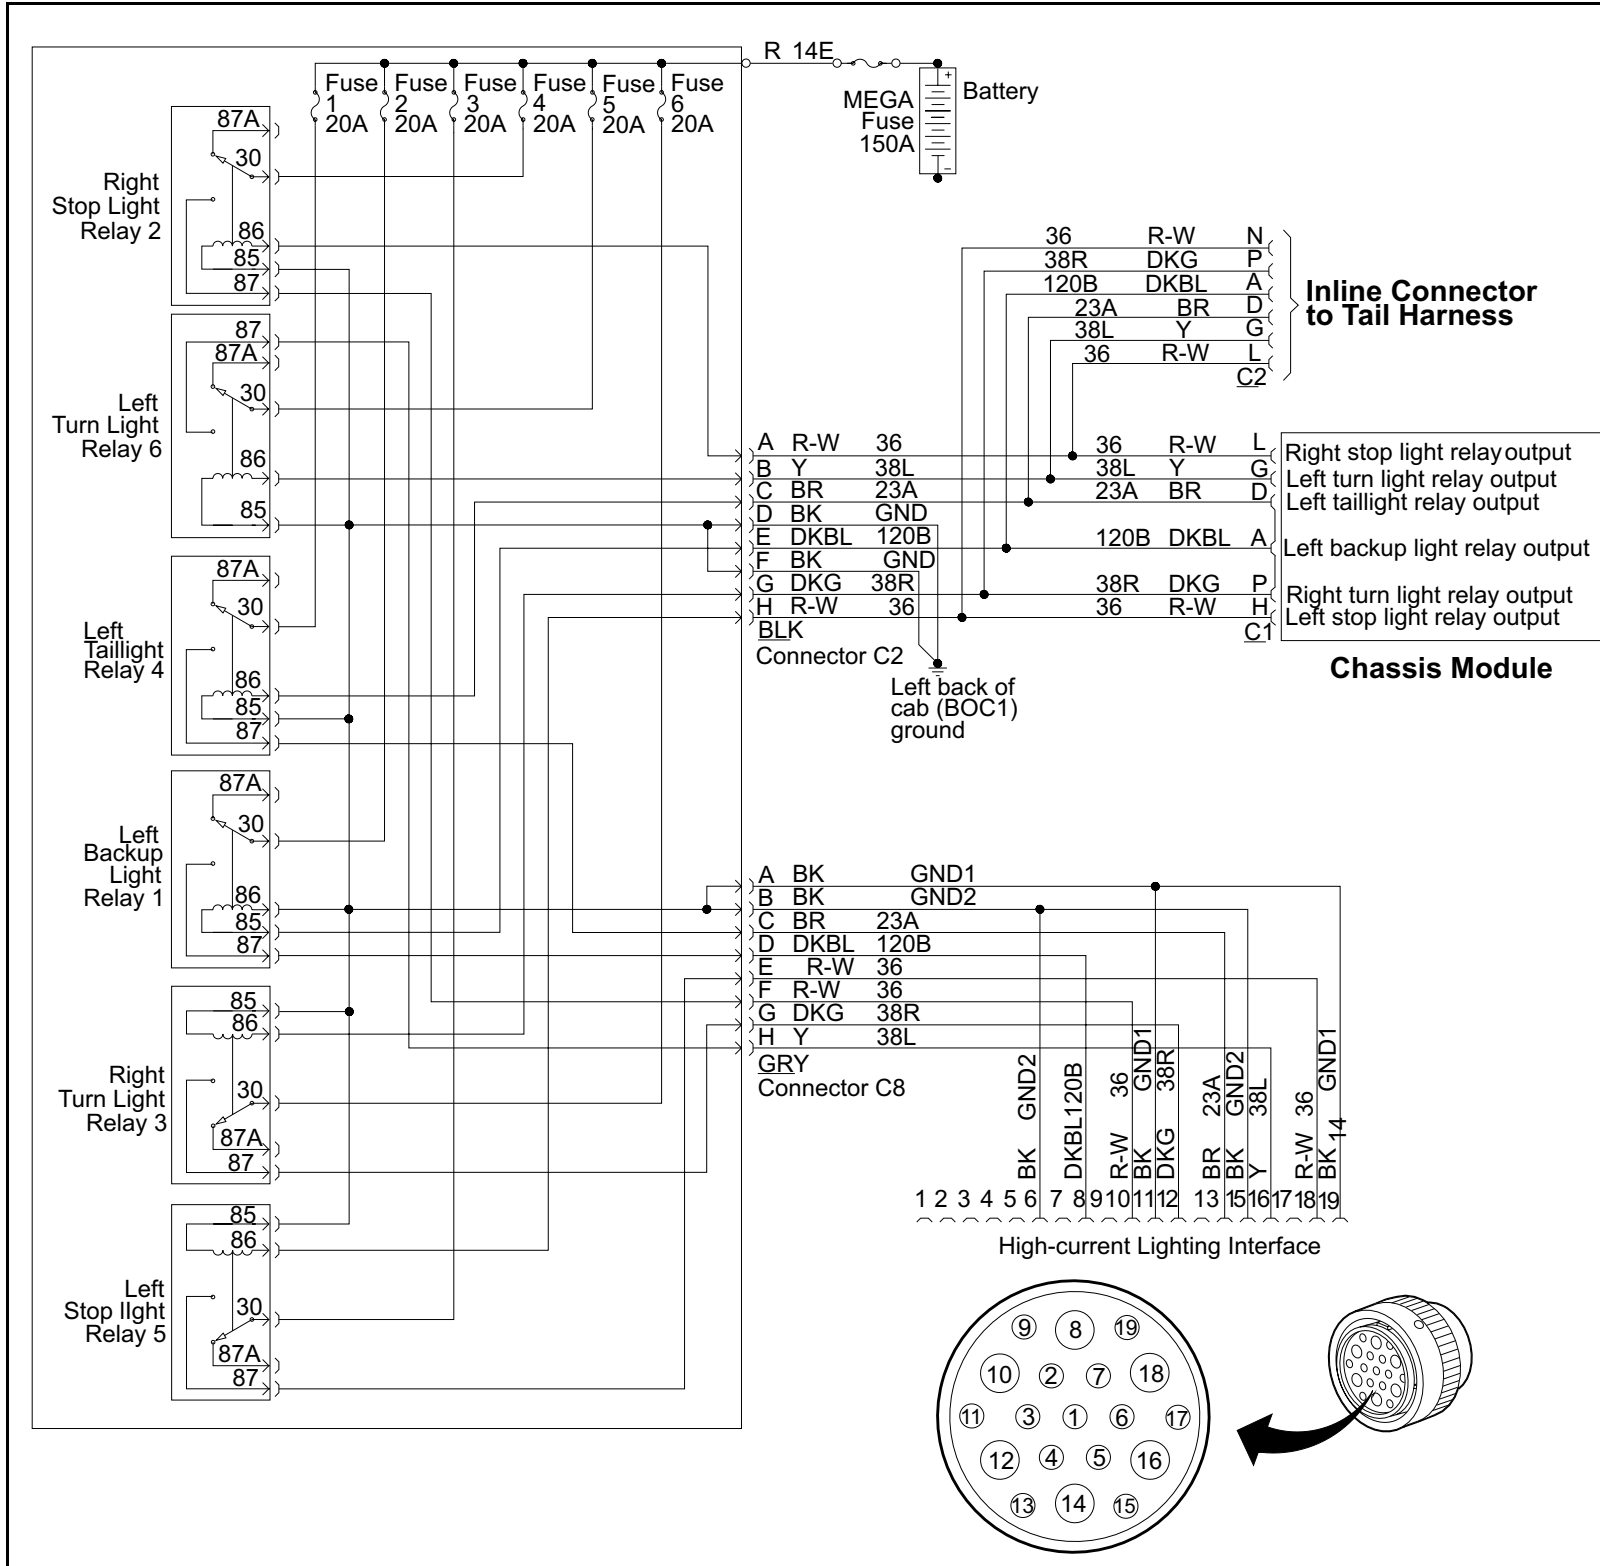 R 14E
Fuse 1 20A
Fuse 2 20A
Fuse 3 20A
Fuse 4 20A
Fuse 5 20A
Fuse 6 20A
MEGA
Fuse
150A
+
Battery
–
Right
Stop Light
Relay 2
87A
30
86
85
87
Left
Turn Light
Relay 6
87
87A
30
86
85
Left
Taillight
Relay 4
87A
30
86
85
87
Left
Backup
Light
Relay 1
87A
30
86
85
87
Right
Turn Light
Relay 3
85
86
30
87A
87
Left
Stop lIght
Relay 5
85
86
30
87A
87
36 R-W N
38R DKG P
120B DKBL A
23A BR D
38L Y G
36 R-W L
C2
Inline Connector
to Tail Harness
A R-W 36
B Y 38L
C BR 23A
D BK GND
E DKBL 120B
F BK GND
G DKG 38R
H R-W 36
BLK
Connector C2
Left back of
cab (BOC1)
ground
36 R-W L Right stop light relay output
38L Y G Left turn light relay output
23A BR D Left taillight relay output
120B DKBL A Left backup light relay output
38R DKG P Right turn light relay output
36 R-W H Left stop light relay output
C1
Chassis Module
A BK GND1
B BK GND2
C BR 23A
D DKBL 120B
E R-W 36
F R-W 36
G DKG 38R
H Y 38L
GRY
Connector C8
BK GND2
DKBL 120B
R-W 36
BK GND1
DKG 38R
BR 23A
BK GND2
Y 38L
R-W 36
BK 14 GND1
1 2 3 4 5 6 7 8 9 10 11 12 13 15 16 17 18 19
High-current Lighting Interface
9 8 19
10 2 7 18
11 3 1 6 17
12 4 5 16
13 14 15